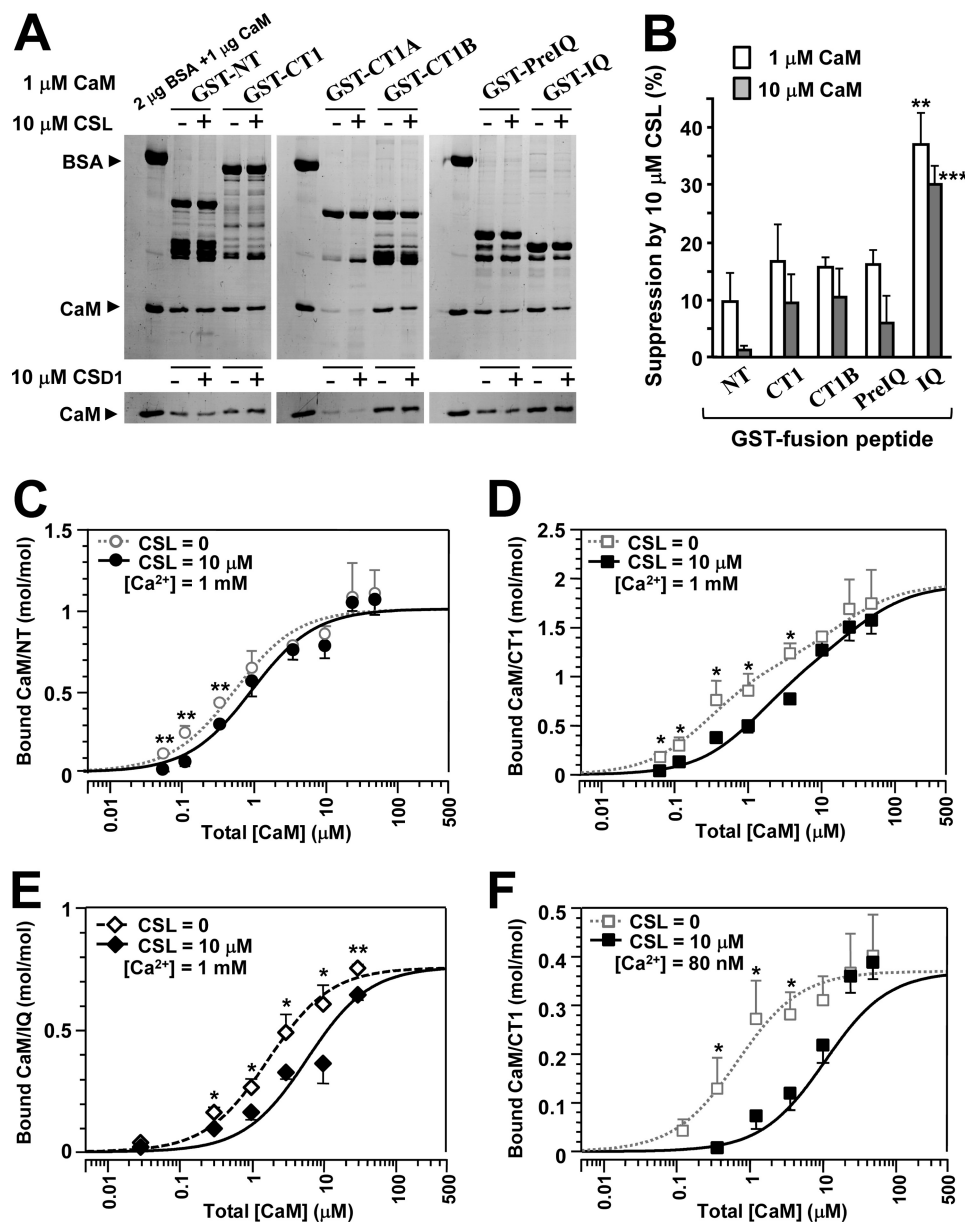 A
2 μg BSA +1 μg CaM
GST-NT
GST-CT1
GST-CT1A
GST-CT1B
GST-PreIQ
GST-IQ
1 μM CaM
10 μM CSL
- + - + - + - + - + - +
BSA
CaM
10 μM CSD1
- + - + - + - + - + - +
CaM
B
Suppression by 10 μM CSL (%)
1 μM CaM
10 μM CaM
40
30
20
10
0
**
***
NT
CT1
CT1B
PreIQ
IQ
GST-fusion peptide
C
Bound CaM/NT (mol/mol)
1.5
1
0.5
0
CSL = 0
CSL = 10 μM
[Ca²⁺] = 1 mM
** ** **
0.01 0.1 1 10 100 500
Total [CaM] (μM)
D
Bound CaM/CT1 (mol/mol)
2.5
2
1.5
1
0.5
0
CSL = 0
CSL = 10 μM
[Ca²⁺] = 1 mM
* * * * *
0.01 0.1 1 10 100 500
Total [CaM] (μM)
E
Bound CaM/IQ (mol/mol)
1
0.5
0
CSL = 0
CSL = 10 μM
[Ca²⁺] = 1 mM
* * * * **
0.01 0.1 1 10 100 500
Total [CaM] (μM)
F
Bound CaM/CT1 (mol/mol)
0.5
0.4
0.3
0.2
0.1
0
CSL = 0
CSL = 10 μM
[Ca²⁺] = 80 nM
* * *
0.01 0.1 1 10 100 500
Total [CaM] (μM)